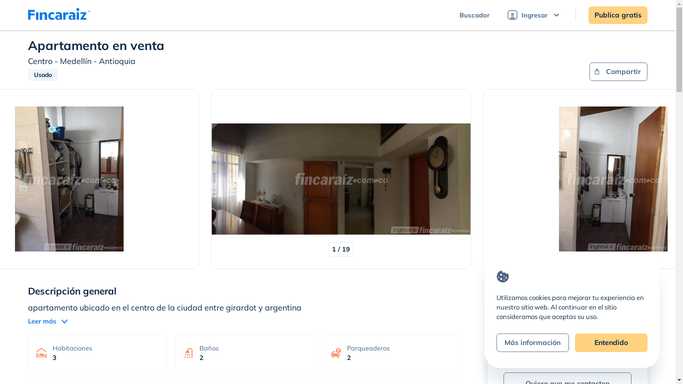 Fincaraiz
Buscador
Ingresar
Publica gratis
Apartamento en venta
Centro - Medellín - Antioquia
Usado
Compartir
fincaraiz.com.co
fincaraiz.com.co
fincaraiz.com.co
fincaraiz
fincaraiz
fincaraiz
1 / 19
Descripción general
apartamento ubicado en el centro de la ciudad entre girardot y argentina
Leer más
Habitaciones
3
Baños
2
Parqueaderos
2
Utilizamos cookies para mejorar tu experiencia en
nuestro sitio web. Al continuar en el sitio
consideramos que aceptas su uso.
Más información
Entendido
Quiero que me contacten